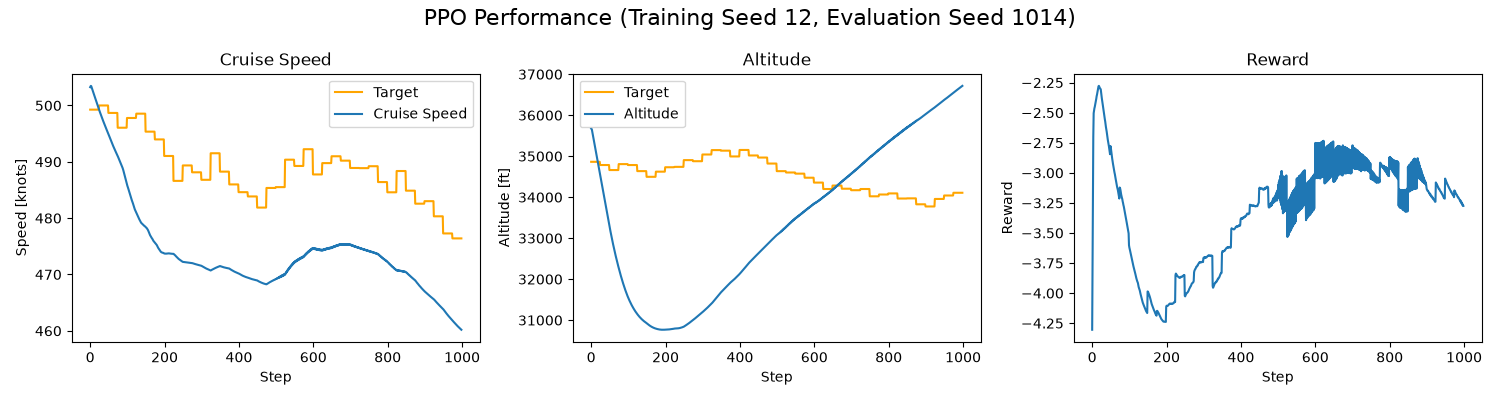 PPO Performance (Training Seed 12, Evaluation Seed 1014)
Cruise Speed
Speed [knots]
500
490
480
470
460
Target
Cruise Speed
0 200 400 600 800 1000
Step
Altitude
Altitude [ft]
37000
36000
35000
34000
33000
32000
31000
Target
Altitude
0 200 400 600 800 1000
Step
Reward
Reward
−2.25
−2.50
−2.75
−3.00
−3.25
−3.50
−3.75
−4.00
−4.25
0 200 400 600 800 1000
Step